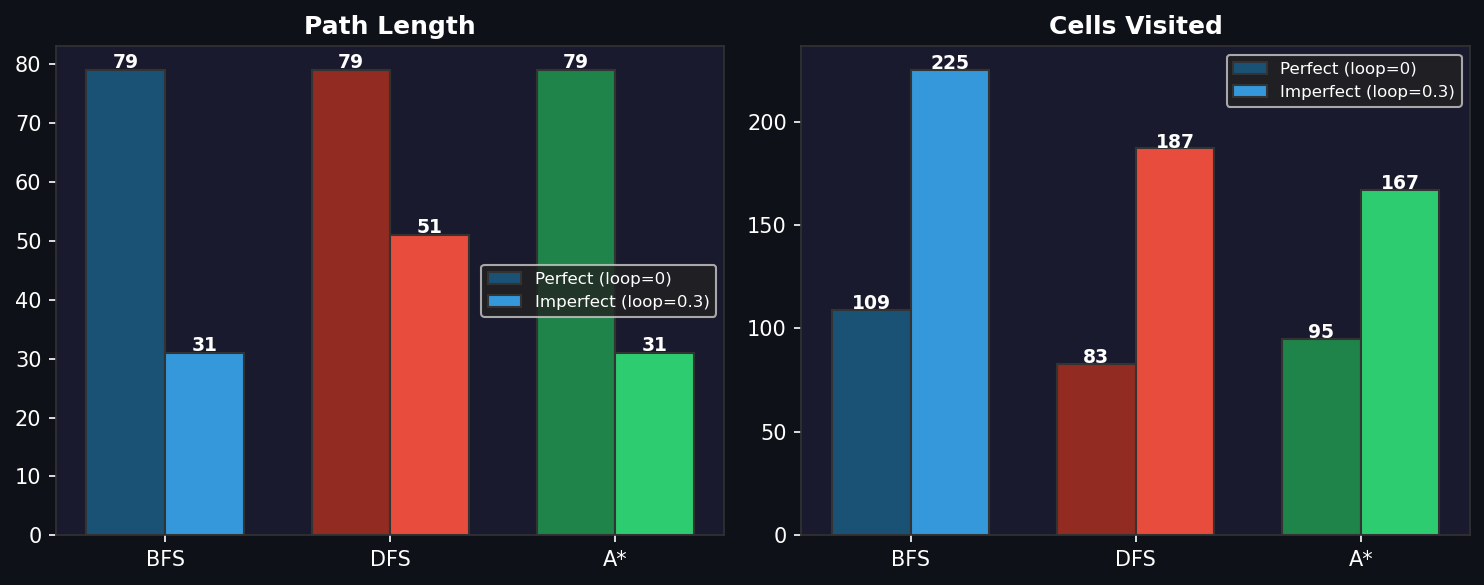 Path Length
80
70
60
50
40
30
20
10
0
79
31
79
51
79
31
Perfect (loop=0)
Imperfect (loop=0.3)
BFS
DFS
A*
Cells Visited
200
150
100
50
0
109
225
83
187
95
167
Perfect (loop=0)
Imperfect (loop=0.3)
BFS
DFS
A*